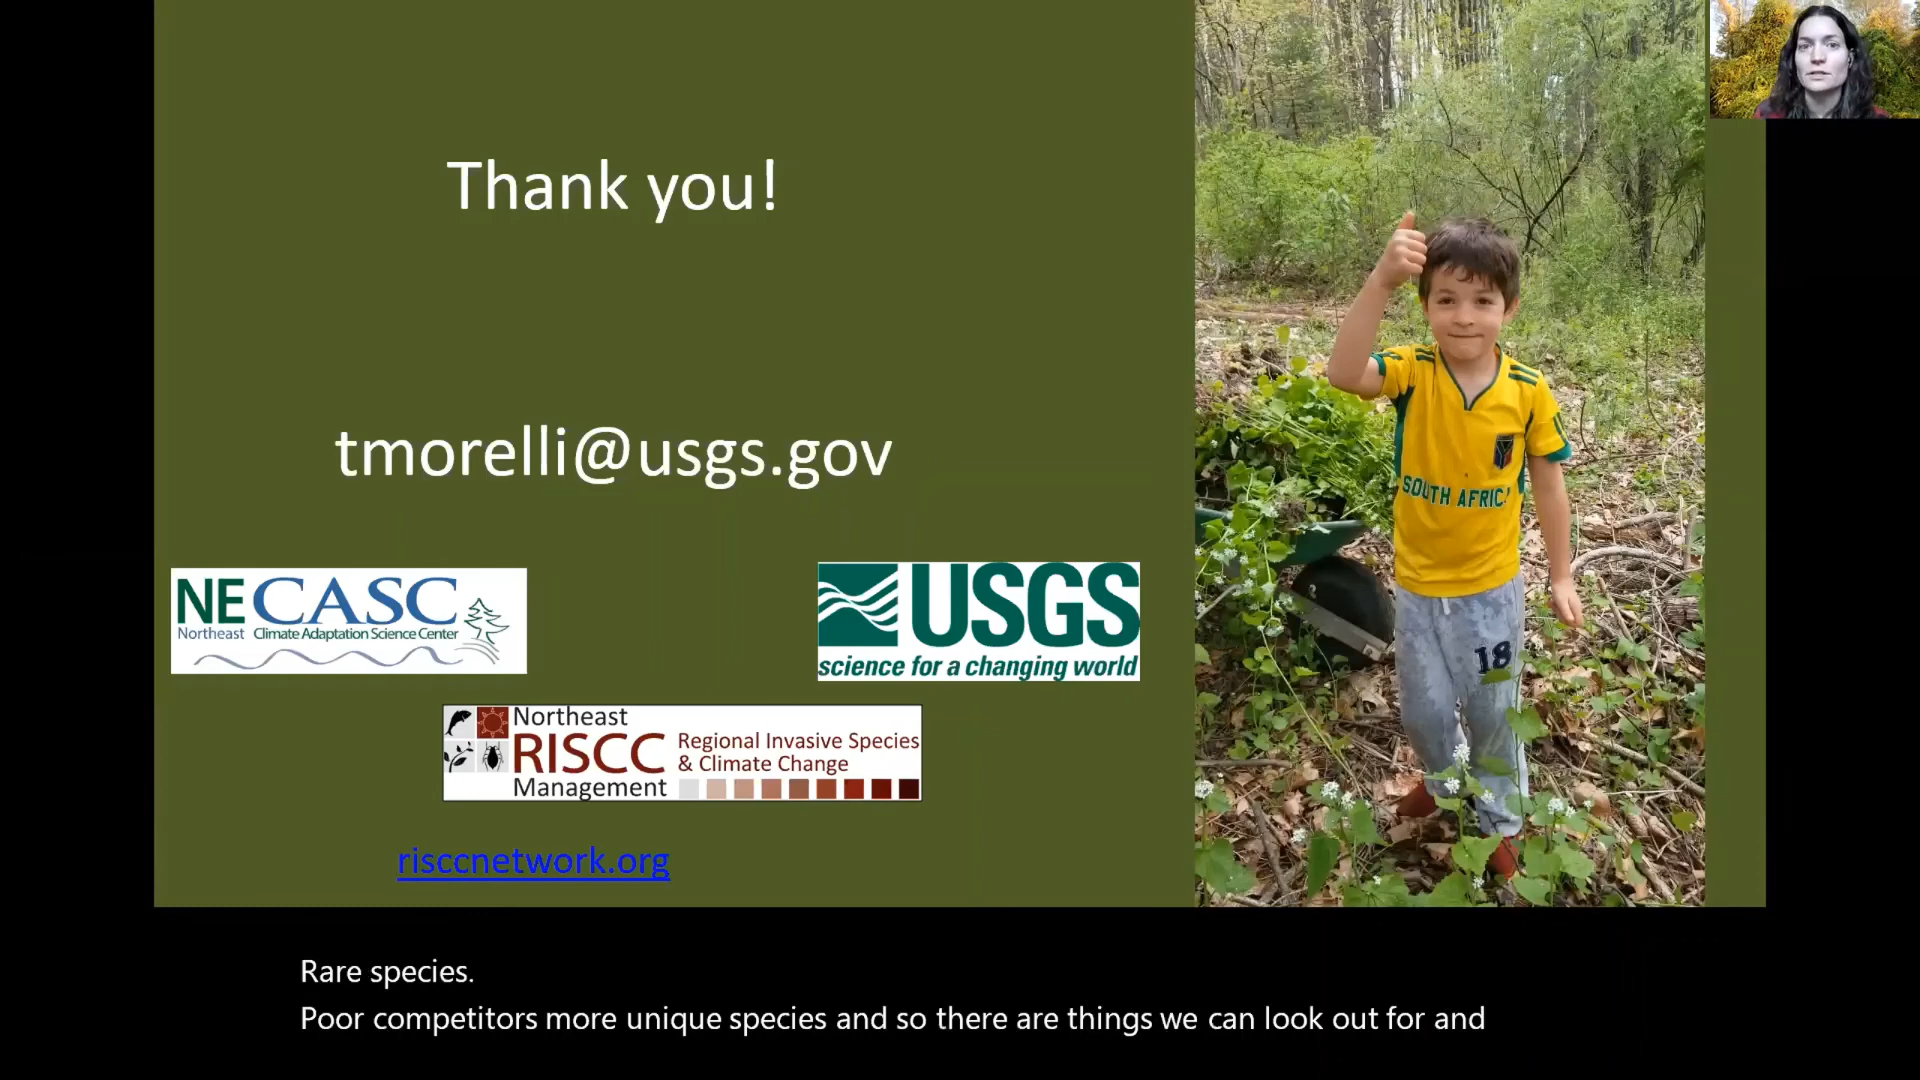 Thank you!
tmorelli@usgs.gov
NECASC
Northeast Climate Adaptation Science Center
USGS
science for a changing world
Northeast
RISCC
Management
Regional Invasive Species
& Climate Change
risccnetwork.org
SOUTH AFRIC
18
Rare species.
Poor competitors more unique species and so there are things we can look out for and